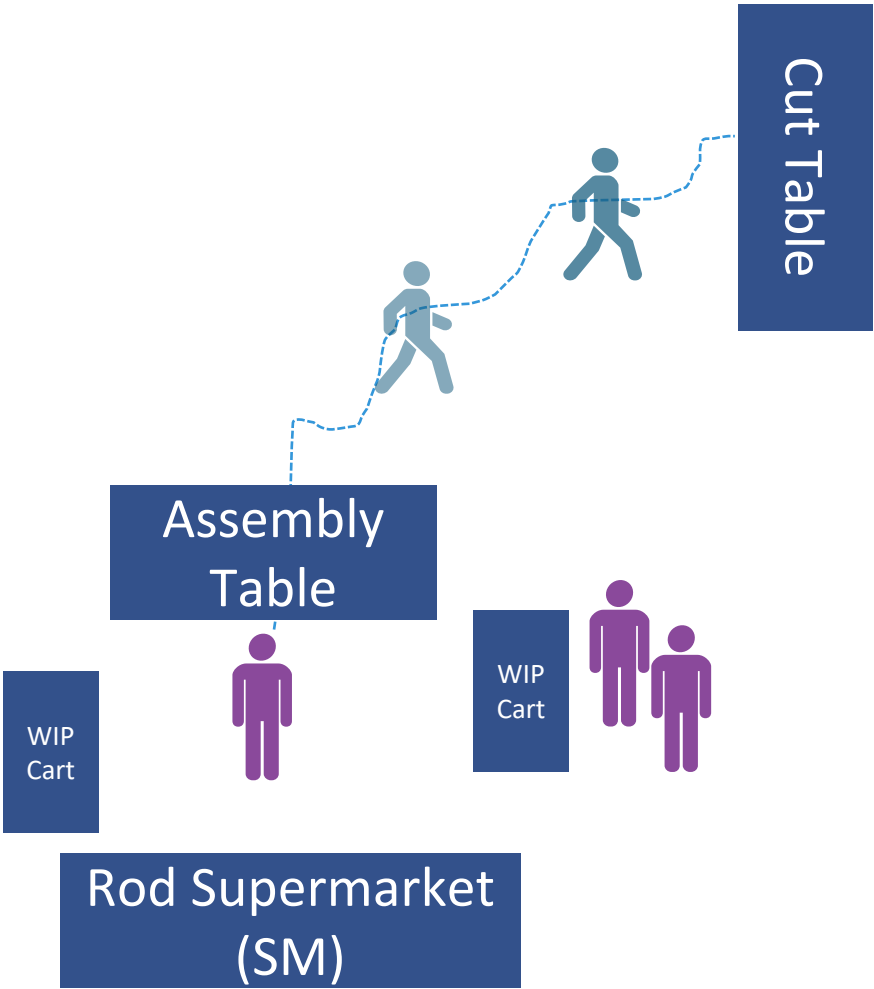 Cut Table
Assembly
Table
WIP
Cart
WIP
Cart
Rod Supermarket
(SM)